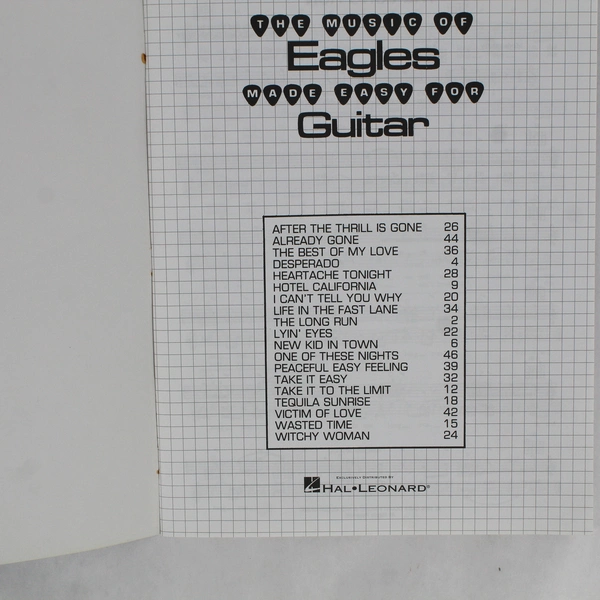 THE MUSIC OF
Eagles
MADE EASY FOR
Guitar
AFTER THE THRILL IS GONE 26
ALREADY GONE 44
THE BEST OF MY LOVE 36
DESPERADO 4
HEARTACHE TONIGHT 28
HOTEL CALIFORNIA 9
I CAN'T TELL YOU WHY 20
LIFE IN THE FAST LANE 34
THE LONG RUN 2
LYIN' EYES 22
NEW KID IN TOWN 6
ONE OF THESE NIGHTS 46
PEACEFUL EASY FEELING 39
TAKE IT EASY 32
TAKE IT TO THE LIMIT 12
TEQUILA SUNRISE 18
VICTIM OF LOVE 42
WASTED TIME 15
WITCHY WOMAN 24
EXCLUSIVELY DISTRIBUTED BY
HAL•LEONARD®